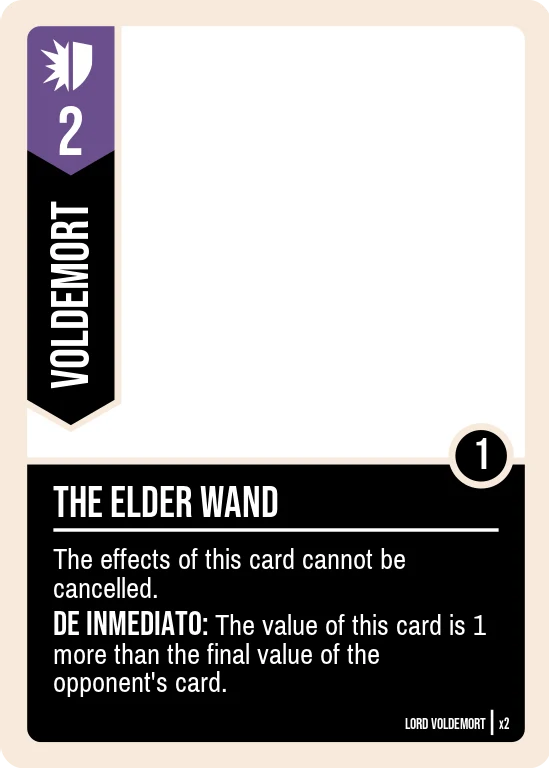 2
VOLDEMORT
1
THE ELDER WAND
The effects of this card cannot be
cancelled.
DE INMEDIATO: The value of this card is 1
more than the final value of the
opponent's card.
LORD VOLDEMORT | x2